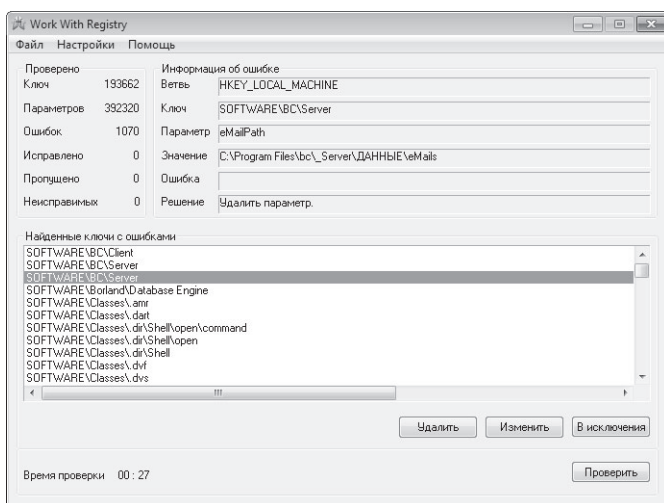 Work With Registry
Файл Настройки Помощь
Проверено
Ключ 193662
Параметров 392320
Ошибок 1070
Исправлено 0
Пропущено 0
Неисправимых 0
Информация об ошибке
Ветвь HKEY_LOCAL_MACHINE
Ключ SOFTWARE\BC\Server
Параметр eMailPath
Значение C:\Program Files\bc\_Server\ДАННЫЕ\eMails
Ошибка
Решение Удалить параметр.
Найденные ключи с ошибками
SOFTWARE\BC\Client
SOFTWARE\BC\Server
SOFTWARE\BC\Server
SOFTWARE\Borland\Database Engine
SOFTWARE\Classes\.amr
SOFTWARE\Classes\.dart
SOFTWARE\Classes\.dir\Shell\open\command
SOFTWARE\Classes\.dir\Shell\open
SOFTWARE\Classes\.dir\Shell
SOFTWARE\Classes\.dvf
SOFTWARE\Classes\.dvs
Удалить Изменить В исключения
Время проверки 00 : 27
Проверить